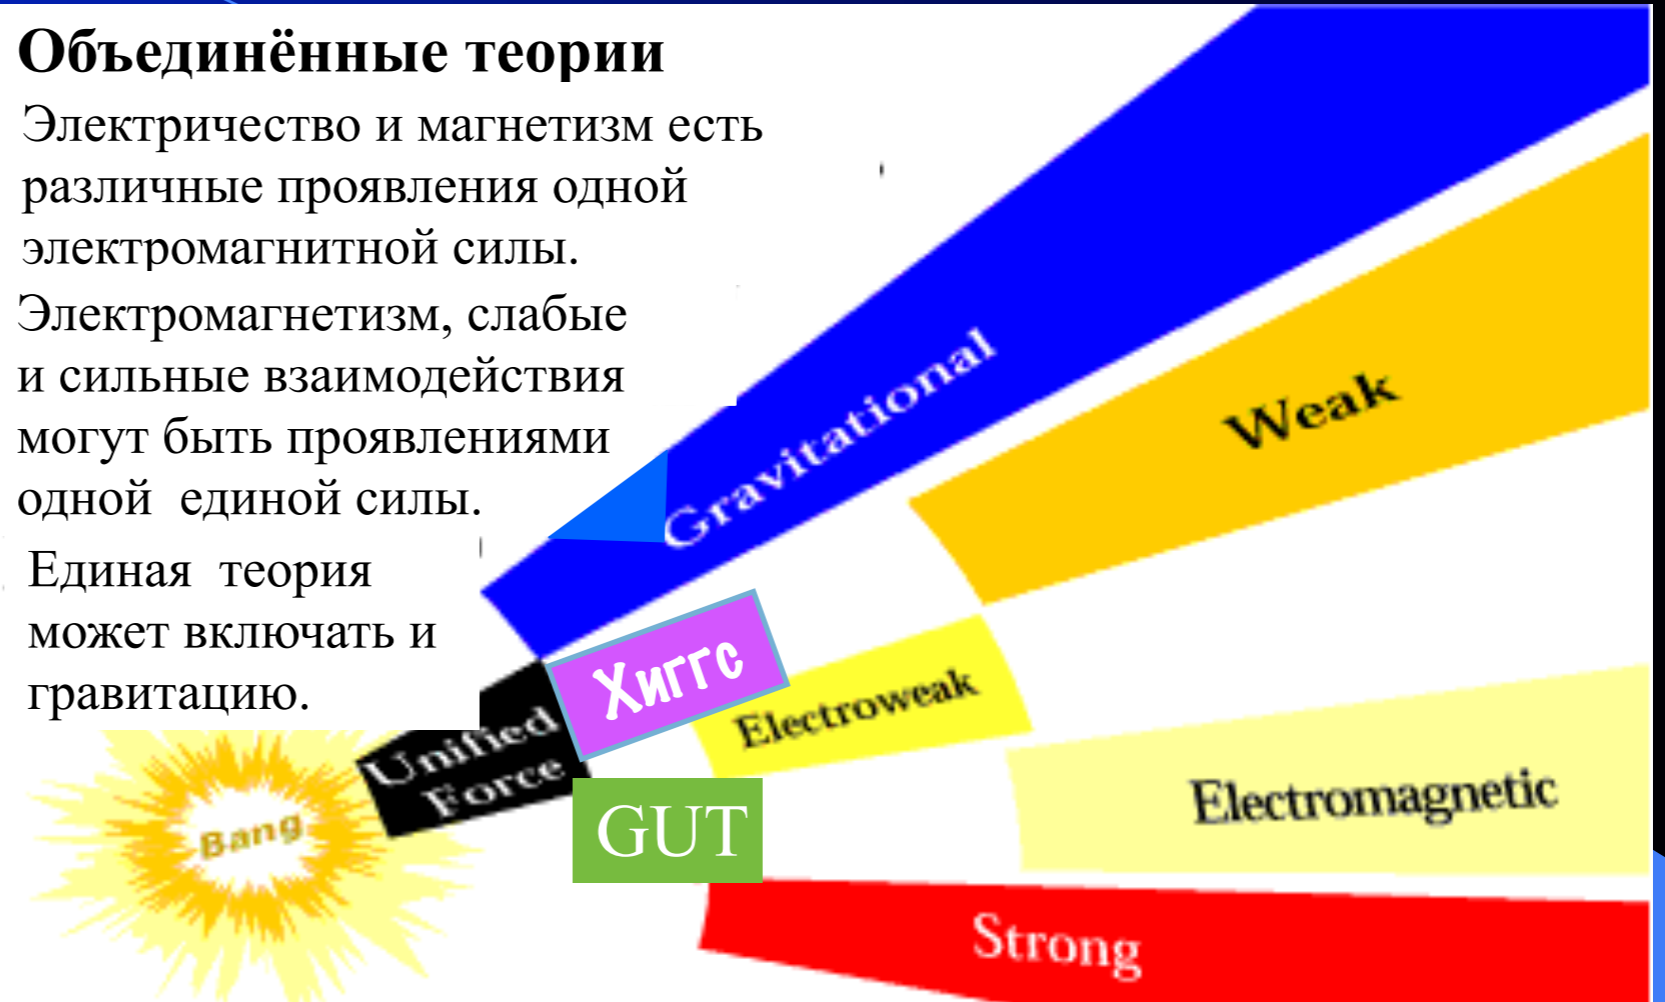 Объединённые теории
Электричество и магнетизм есть
различные проявления одной
электромагнитной силы.
Электромагнетизм, слабые
и сильные взаимодействия
могут быть проявлениями
одной единой силы.
Единая теория
может включать и
гравитацию.
Gravitational
Weak
Хиггс
Electroweak
Unified
Force
Bang
GUT
Electromagnetic
Strong